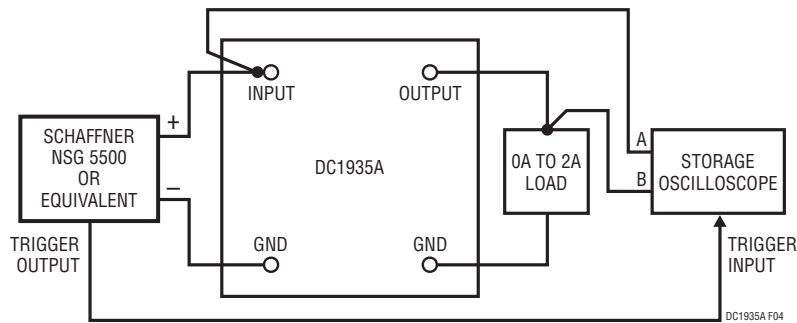 INPUT
OUTPUT
+
SCHAFFNER
NSG 5500
OR
EQUIVALENT
–
DC1935A
0A TO 2A
LOAD
A
B
STORAGE
OSCILLOSCOPE
TRIGGER
OUTPUT
GND
GND
TRIGGER
INPUT
DC1935A F04